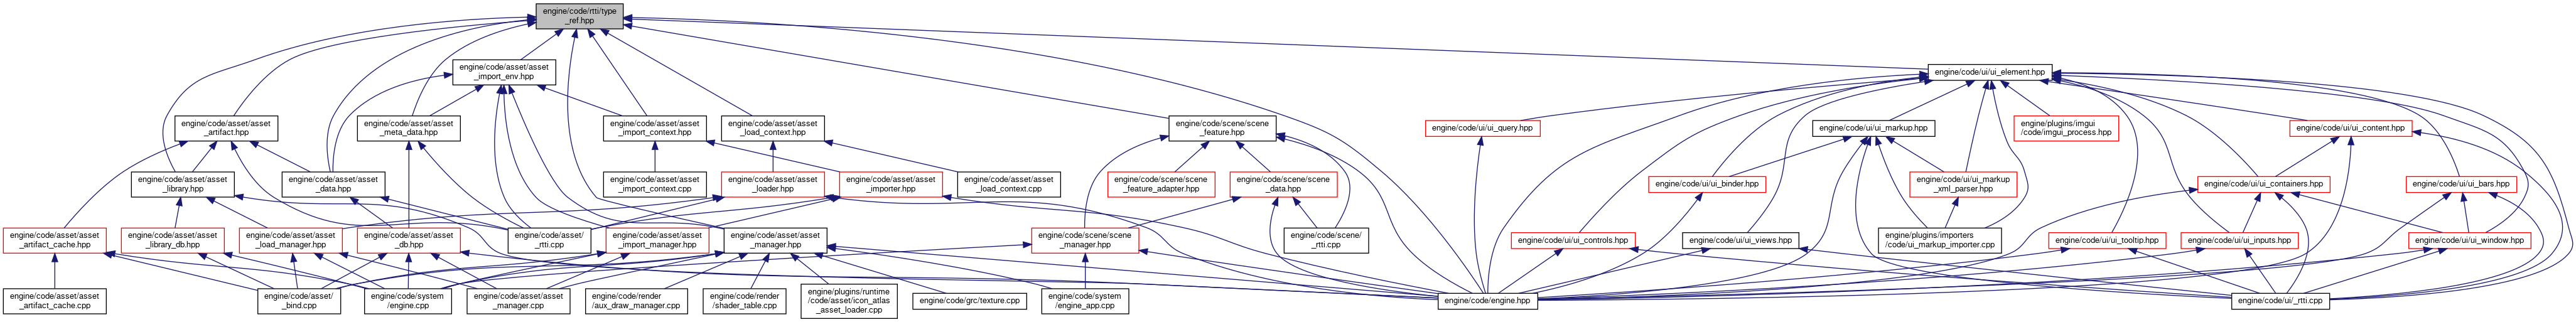 engine/code/rtti/type
_ref.hpp
engine/code/asset/asset
_import_env.hpp
engine/code/ui/ui_element.hpp
engine/code/asset/asset
_artifact.hpp
engine/code/asset/asset
_meta_data.hpp
engine/code/asset/asset
_import_context.hpp
engine/code/asset/asset
_load_context.hpp
engine/code/scene/scene
_feature.hpp
engine/code/ui/ui_query.hpp
engine/code/ui/ui_markup.hpp
engine/plugins/imgui
/code/imgui_process.hpp
engine/code/ui/ui_content.hpp
engine/code/asset/asset
_library.hpp
engine/code/asset/asset
_data.hpp
engine/code/asset/asset
_import_context.cpp
engine/code/asset/asset
_loader.hpp
engine/code/asset/asset
_importer.hpp
engine/code/asset/asset
_load_context.cpp
engine/code/scene/scene
_feature_adapter.hpp
engine/code/scene/scene
_data.hpp
engine/code/ui/ui_binder.hpp
engine/code/ui/ui_markup
_xml_parser.hpp
engine/code/ui/ui_containers.hpp
engine/code/ui/ui_bars.hpp
engine/code/asset/asset
_artifact_cache.hpp
engine/code/asset/asset
_library_db.hpp
engine/code/asset/asset
_load_manager.hpp
engine/code/asset/asset
_db.hpp
engine/code/asset/
_rtti.cpp
engine/code/asset/asset
_import_manager.hpp
engine/code/asset/asset
_manager.hpp
engine/code/scene/scene
_manager.hpp
engine/code/scene/
_rtti.cpp
engine/code/ui/ui_controls.hpp
engine/code/ui/ui_views.hpp
engine/plugins/importers
/code/ui_markup_importer.cpp
engine/code/ui/ui_tooltip.hpp
engine/code/ui/ui_inputs.hpp
engine/code/ui/ui_window.hpp
engine/code/asset/asset
_artifact_cache.cpp
engine/code/asset/
_bind.cpp
engine/code/system
/engine.cpp
engine/code/asset/asset
_manager.cpp
engine/code/render
/aux_draw_manager.cpp
engine/code/render
/shader_table.cpp
engine/plugins/runtime
/code/asset/icon_atlas
_asset_loader.cpp
engine/code/grc/texture.cpp
engine/code/system
/engine_app.cpp
engine/code/engine.hpp
engine/code/ui/_rtti.cpp